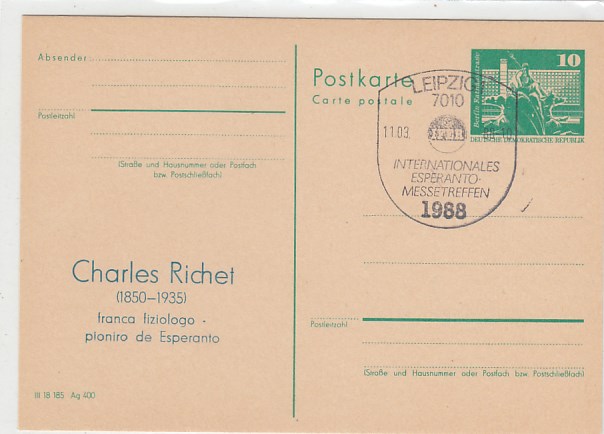 Absender
Postleitzahl
(Straße und Hausnummer oder Postfach
bzw. Postschließfach)
Charles Richet
(1850–1935)
franca fiziologo -
pioniro de Esperanto
III 18 185 Ag 400
Postkarte
Carte postale
10
Berlin
DEUTSCHE DEMOKRATISCHE REPUBLIK
LEIPZIG
7010
11.03.
INTERNATIONALES
ESPERANTO-
MESSETREFFEN
1988
Postleitzahl
(Straße und Hausnummer oder Postfach bzw. Postschließfach)